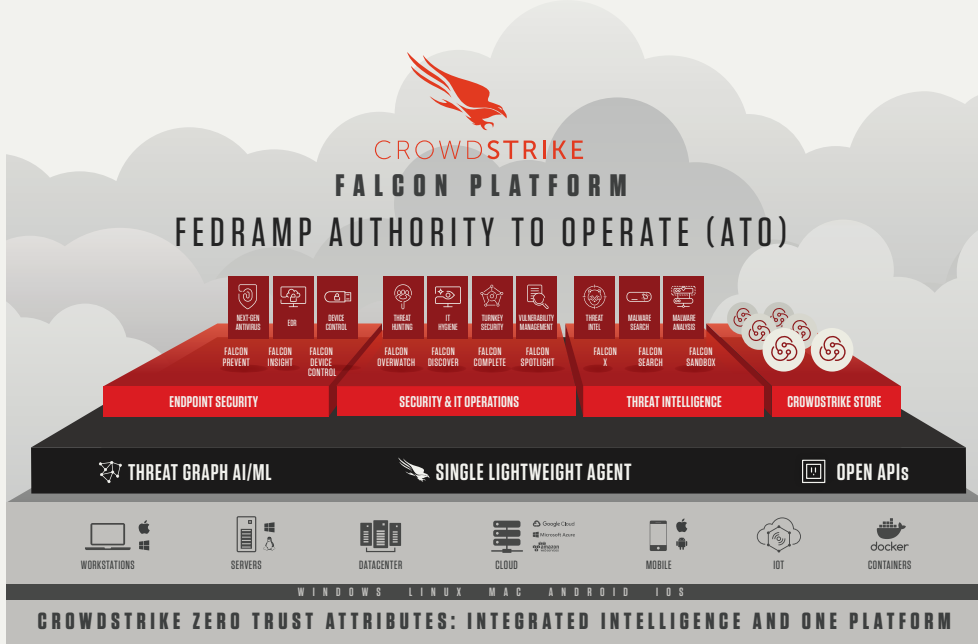 CROWDSTRIKE
FALCON PLATFORM
FEDRAMP AUTHORITY TO OPERATE (ATO)
NEXT-GEN
ANTIVIRUS
EDR
DEVICE
CONTROL
THREAT
HUNTING
IT
HYGIENE
TURNKEY
SECURITY
VULNERABILITY
MANAGEMENT
THREAT
INTEL
MALWARE
SEARCH
MALWARE
ANALYSIS
FALCON
PREVENT
FALCON
INSIGHT
FALCON
DEVICE
CONTROL
FALCON
OVERWATCH
FALCON
DISCOVER
FALCON
COMPLETE
FALCON
SPOTLIGHT
FALCON
X
FALCON
SEARCH
FALCON
SANDBOX
ENDPOINT SECURITY
SECURITY & IT OPERATIONS
THREAT INTELLIGENCE
CROWDSTRIKE STORE
THREAT GRAPH AI/ML
SINGLE LIGHTWEIGHT AGENT
OPEN APIs
Google Cloud
Microsoft Azure
amazon
docker
WORKSTATIONS
SERVERS
DATACENTER
CLOUD
MOBILE
IOT
CONTAINERS
WINDOWS LINUX MAC ANDROID IOS
CROWDSTRIKE ZERO TRUST ATTRIBUTES: INTEGRATED INTELLIGENCE AND ONE PLATFORM